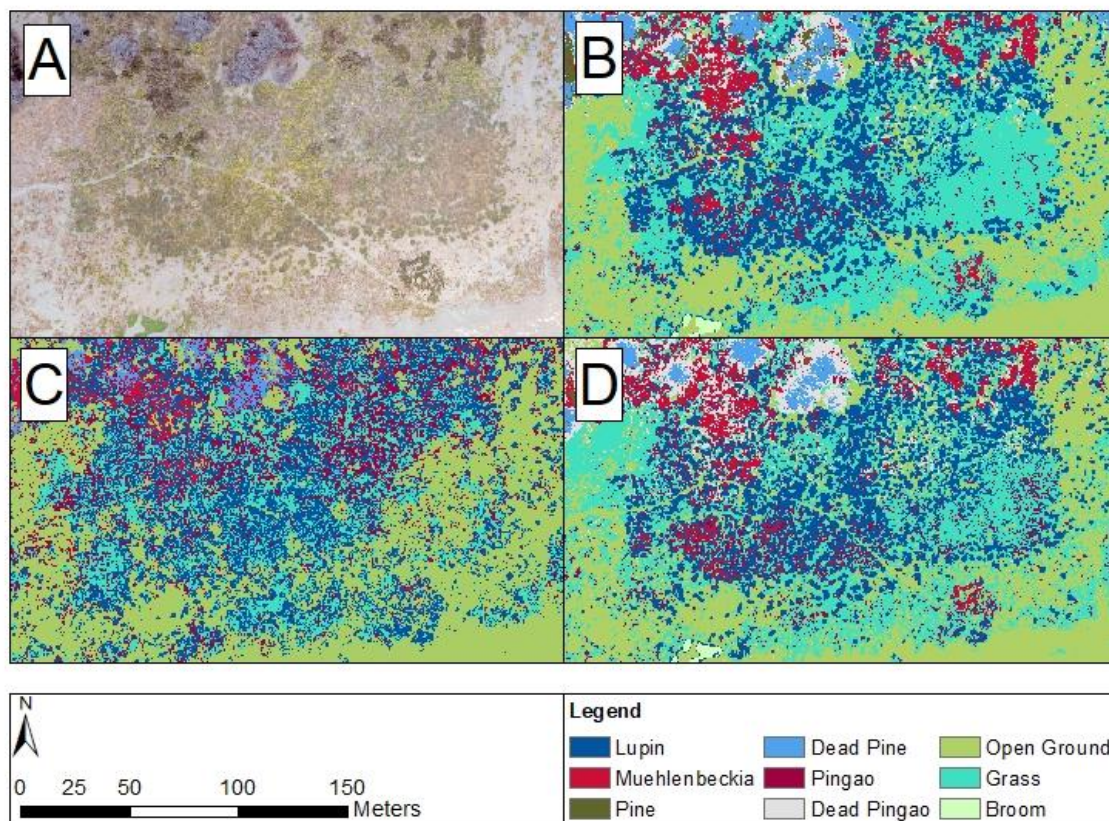 A
B
C
D
N
0 25 50 100 150
Meters
Legend
Lupin Dead Pine Open Ground
Muehlenbeckia Pingao Grass
Pine Dead Pingao Broom